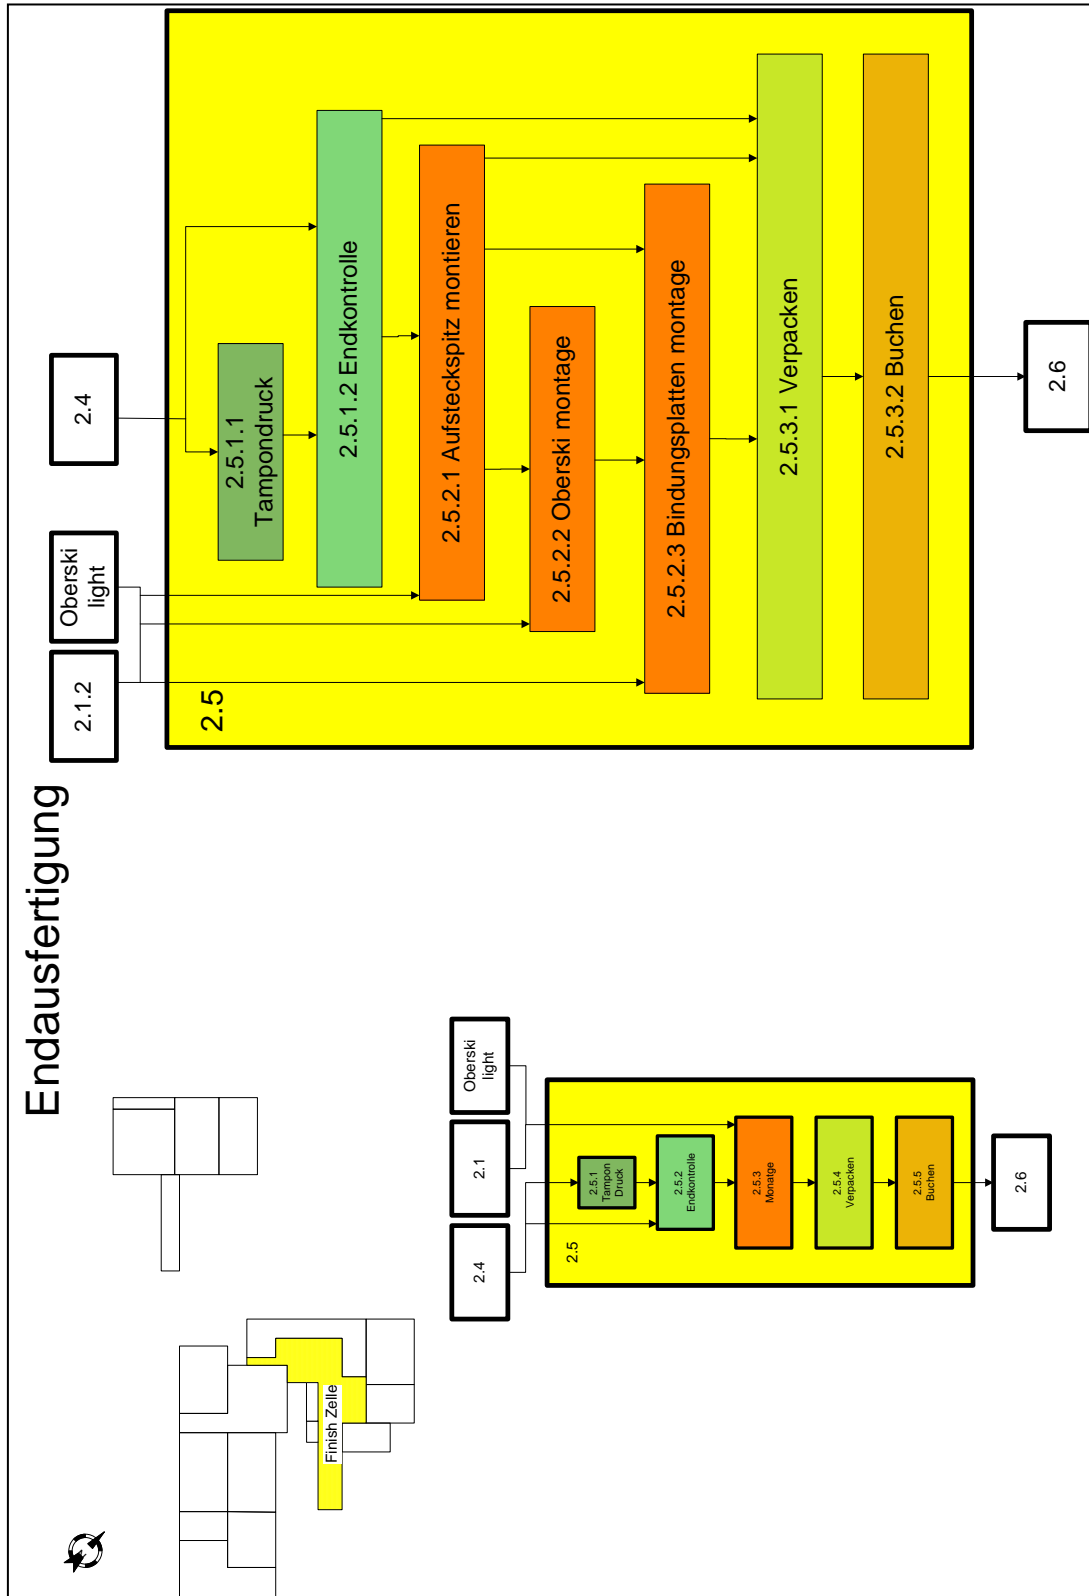 Endausfertigung
Finish Zelle
2.4
2.1
Oberski
light
2.5
2.5.1
Tampon
Druck
2.5.2
Endkontrolle
2.5.3
Monatge
2.5.4
Verpacken
2.5.5
Buchen
2.6
2.1.2
Oberski
light
2.4
2.5
2.5.1.1
Tampondruck
2.5.1.2 Endkontrolle
2.5.2.1 Aufsteckspitz montieren
2.5.2.2 Oberski montage
2.5.2.3 Bindungsplatten montage
2.5.3.1 Verpacken
2.5.3.2 Buchen
2.6